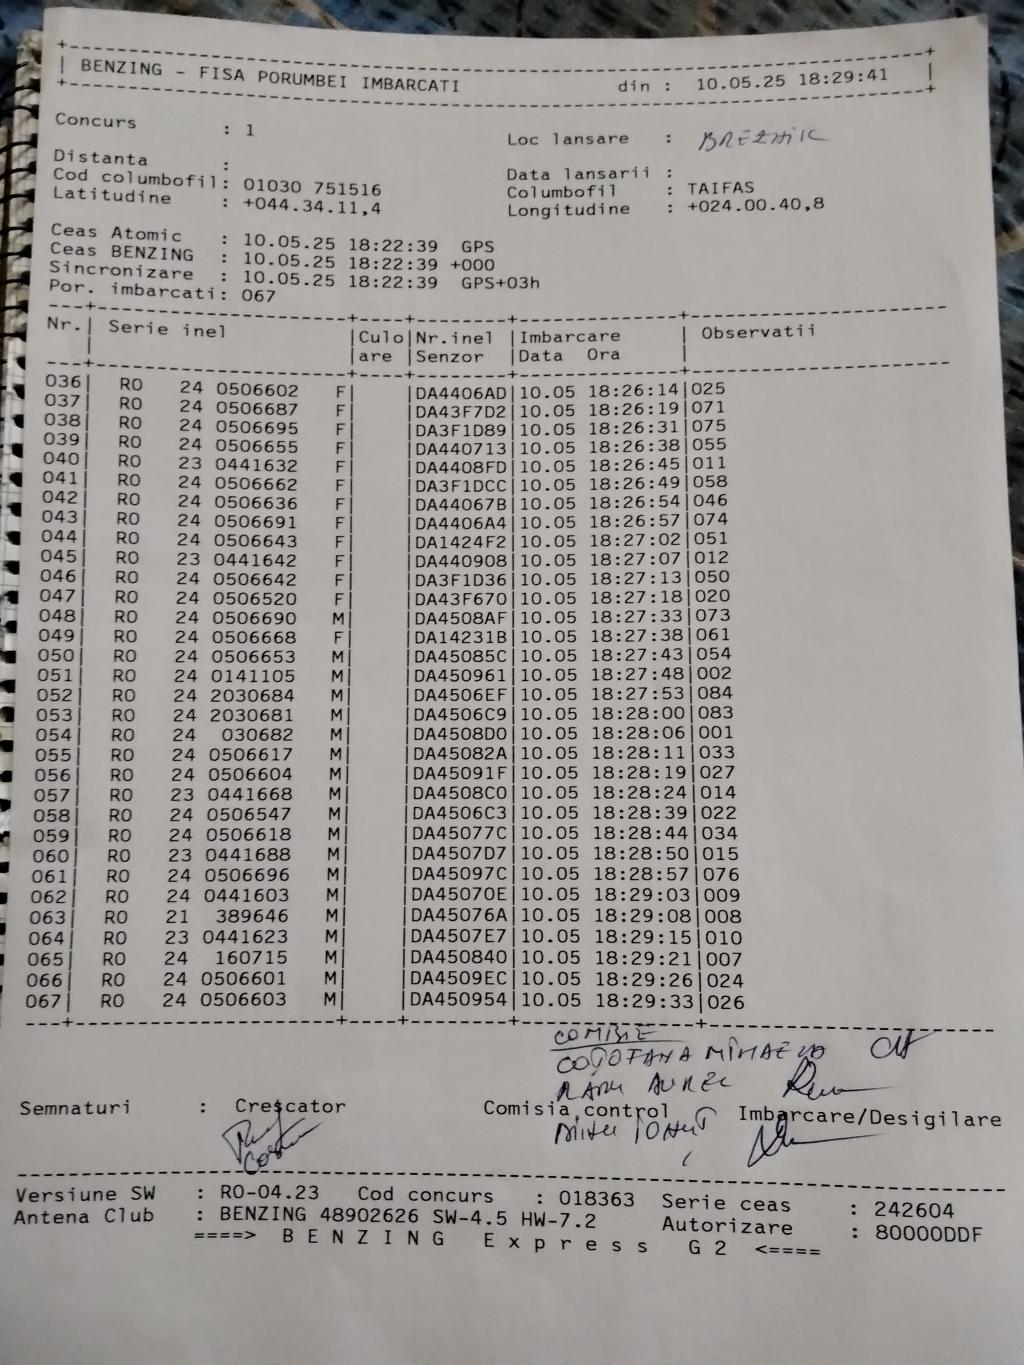 BENZING - FISA PORUMBEI IMBARCATI din : 10.05.25 18:29:41
Concurs : 1 Loc lansare : BREZNIK
Distanta : Data lansarii :
Cod columbofil: 01030 751516 Columbofil : TAIFAS
Latitudine : +044.34.11,4 Longitudine : +024.00.40,8
Ceas Atomic : 10.05.25 18:22:39 GPS
Ceas BENZING : 10.05.25 18:22:39 +000
Sincronizare : 10.05.25 18:22:39 GPS+03h
Por. imbarcati: 067
Nr.| Serie inel |Culo|Nr.inel |Imbarcare | Observatii
| |are |Senzor |Data Ora |
036| RO 24 0506602 F| |DA4406AD|10.05 18:26:14|025
037| RO 24 0506687 F| |DA43F7D2|10.05 18:26:19|071
038| RO 24 0506695 F| |DA3F1D89|10.05 18:26:31|075
039| RO 24 0506655 F| |DA440713|10.05 18:26:38|055
040| RO 23 0441632 F| |DA4408FD|10.05 18:26:45|011
041| RO 24 0506662 F| |DA3F1DCC|10.05 18:26:49|058
042| RO 24 0506636 F| |DA44067B|10.05 18:26:54|046
043| RO 24 0506691 F| |DA4406A4|10.05 18:26:57|074
044| RO 24 0506643 F| |DA1424F2|10.05 18:27:02|051
045| RO 23 0441642 F| |DA440908|10.05 18:27:07|012
046| RO 24 0506642 F| |DA3F1D36|10.05 18:27:13|050
047| RO 24 0506520 F| |DA43F670|10.05 18:27:18|020
048| RO 24 0506690 M| |DA4508AF|10.05 18:27:33|073
049| RO 24 0506668 F| |DA14231B|10.05 18:27:38|061
050| RO 24 0506653 M| |DA45085C|10.05 18:27:43|054
051| RO 24 0141105 M| |DA450961|10.05 18:27:48|002
052| RO 24 2030684 M| |DA4506EF|10.05 18:27:53|084
053| RO 24 2030681 M| |DA4506C9|10.05 18:28:00|083
054| RO 24 030682 M| |DA4508D0|10.05 18:28:06|001
055| RO 24 0506617 M| |DA45082A|10.05 18:28:11|033
056| RO 24 0506604 M| |DA45091F|10.05 18:28:19|027
057| RO 23 0441668 M| |DA4508C0|10.05 18:28:24|014
058| RO 24 0506547 M| |DA4506C3|10.05 18:28:39|022
059| RO 24 0506618 M| |DA45077C|10.05 18:28:44|034
060| RO 23 0441688 M| |DA4507D7|10.05 18:28:50|015
061| RO 24 0506696 M| |DA45097C|10.05 18:28:57|076
062| RO 24 0441603 M| |DA45070E|10.05 18:29:03|009
063| RO 21 389646 M| |DA45076A|10.05 18:29:08|008
064| RO 23 0441623 M| |DA4507E7|10.05 18:29:15|010
065| RO 24 160715 M| |DA450840|10.05 18:29:21|007
066| RO 24 0506601 M| |DA4509EC|10.05 18:29:26|024
067| RO 24 0506603 M| |DA450954|10.05 18:29:33|026
COMISIE
COȚOFANA MIHAELA
RADU AUREL
Semnaturi : Crescator Comisia control Imbarcare/Desigilare
MIHU IONUT
Versiune SW : RO-04.23 Cod concurs : 018363 Serie ceas : 242604
Antena Club : BENZING 48902626 SW-4.5 HW-7.2 Autorizare : 80000DDF
====> B E N Z I N G E x p r e s s G 2 <====